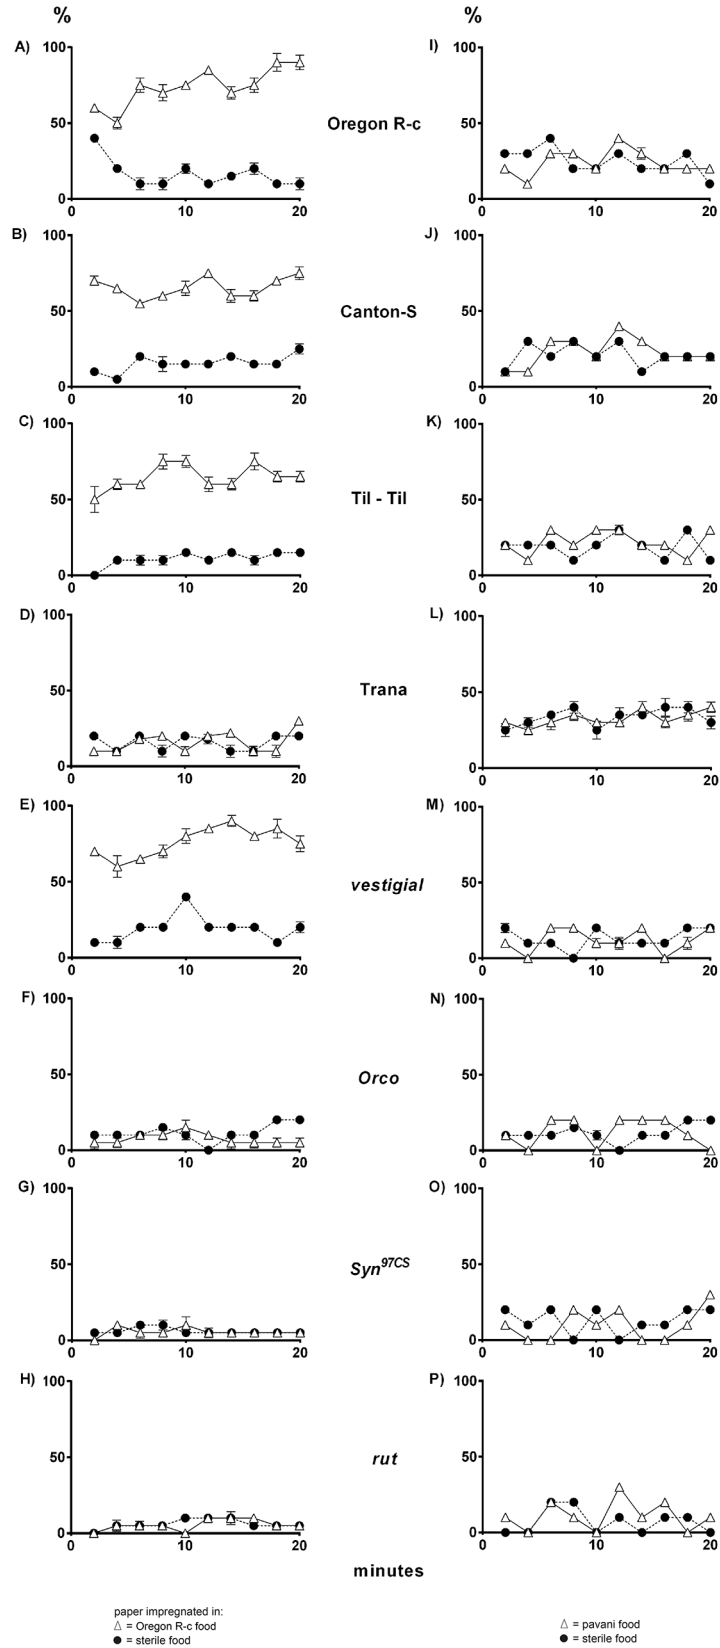 % %
A) I)
100 100
50 Oregon R-c 50
0 0
0 10 20 0 10 20
B) J)
100 100
50 Canton-S 50
0 0
0 10 20 0 10 20
C) K)
100 100
50 Til - Til 50
0 0
0 10 20 0 10 20
D) L)
100 100
50 Trana 50
0 0
0 10 20 0 10 20
E) M)
100 100
50 vestigial 50
0 0
0 10 20 0 10 20
F) N)
100 100
50 Orco 50
0 0
0 10 20 0 10 20
G) O)
100 100
50 Syn97CS 50
0 0
0 10 20 0 10 20
H) P)
100 100
50 rut 50
0 0
0 10 20 0 10 20
minutes
paper impregnated in:
△ = Oregon R-c food
● = sterile food
△ = pavani food
● = sterile food